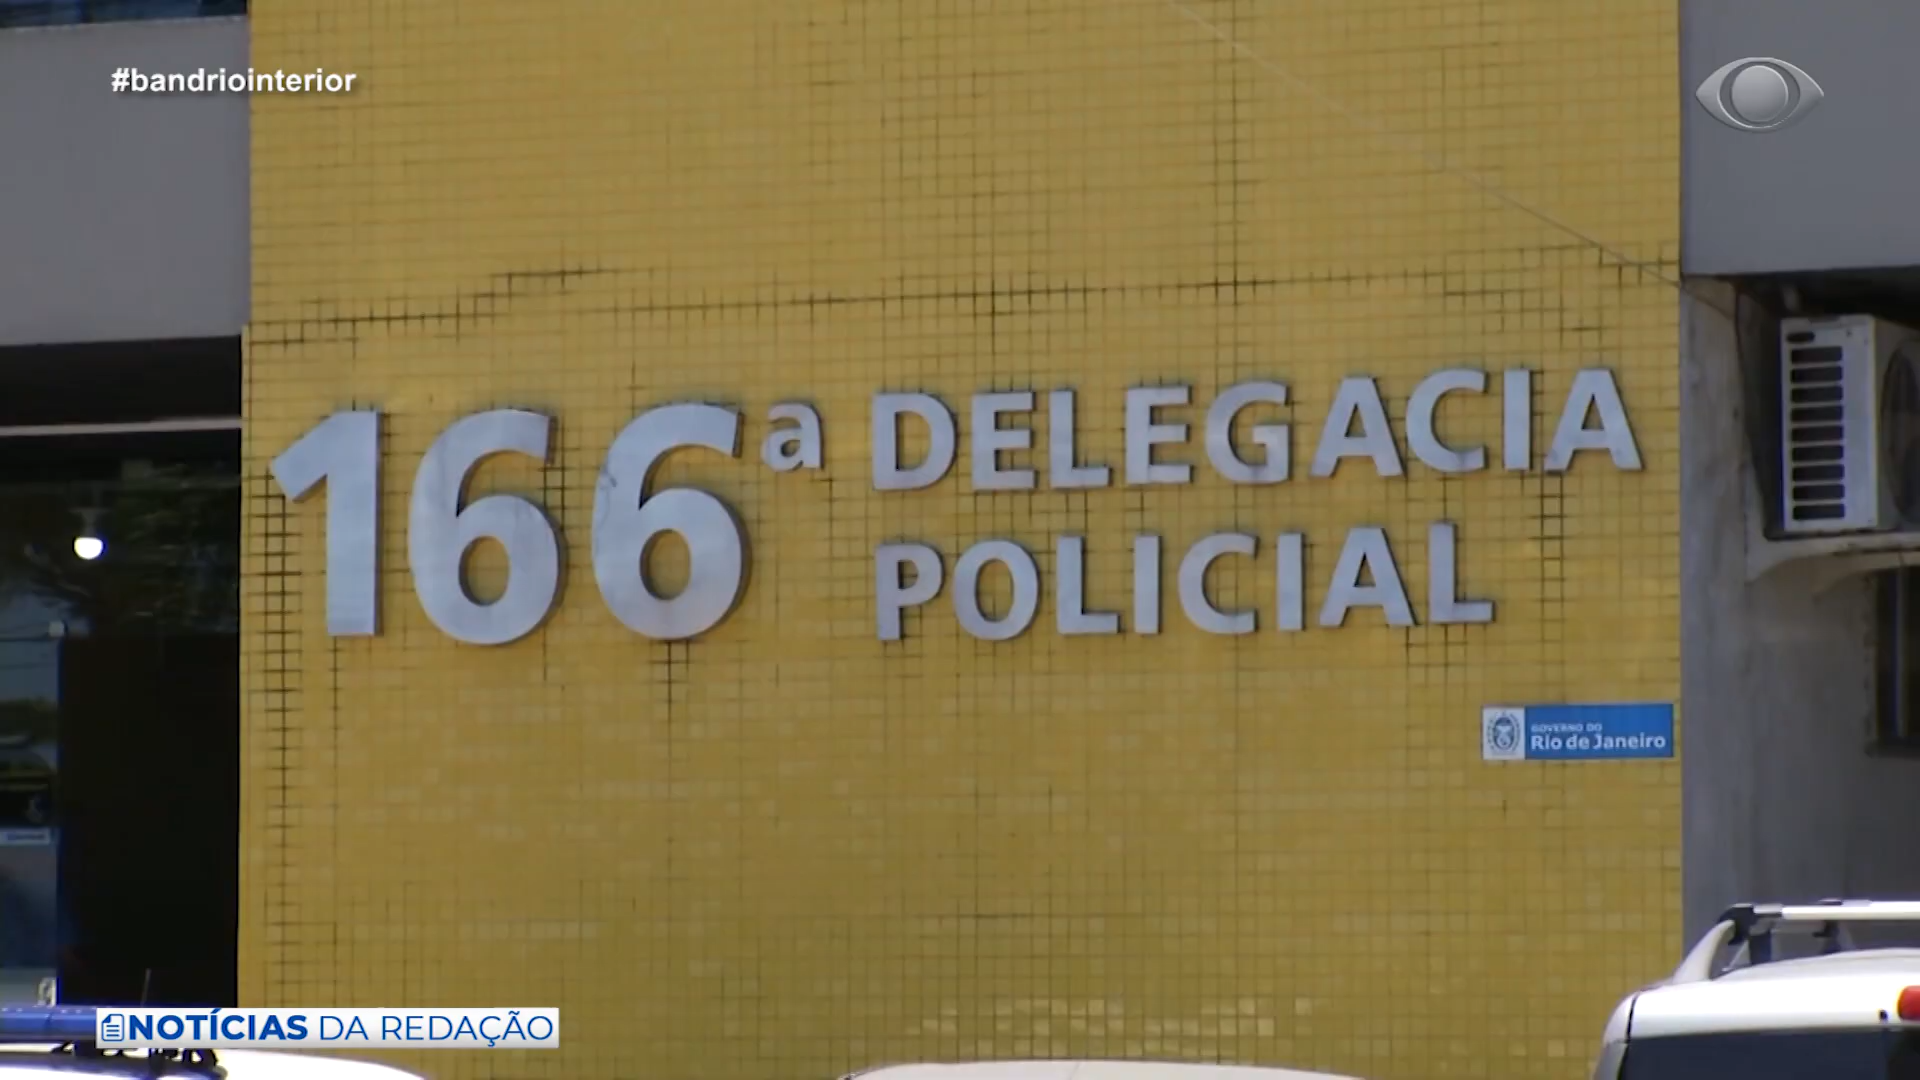 #bandriointerior
166ª DELEGACIA
POLICIAL
GOVERNO DO
Rio de Janeiro
NOTÍCIAS DA REDAÇÃO